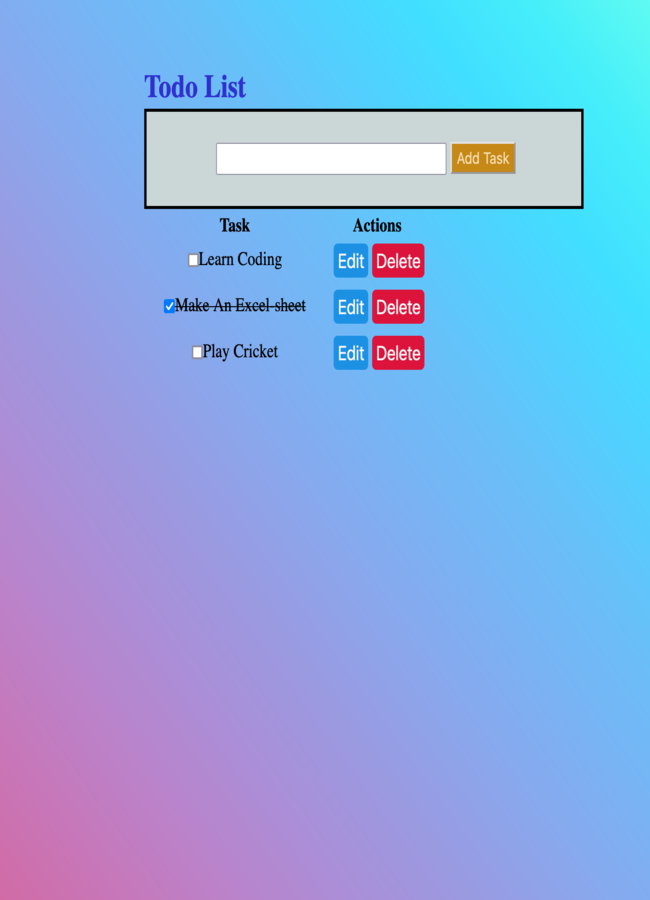 Todo List
Add Task
Task Actions
Learn Coding Edit Delete
Make An Excel-sheet Edit Delete
Play Cricket Edit Delete